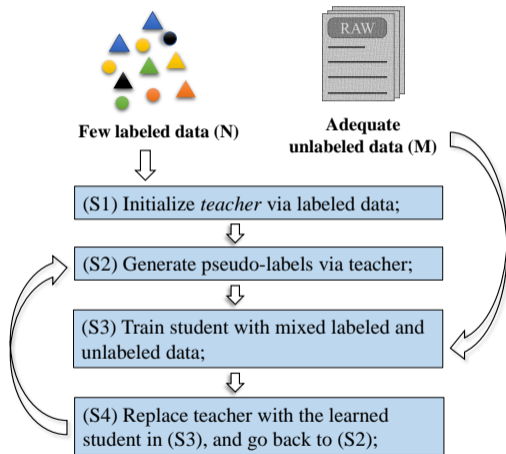 RAW
Few labeled data (N)
Adequate
unlabeled data (M)
(S1) Initialize teacher via labeled data;
(S2) Generate pseudo-labels via teacher;
(S3) Train student with mixed labeled and
unlabeled data;
(S4) Replace teacher with the learned
student in (S3), and go back to (S2);